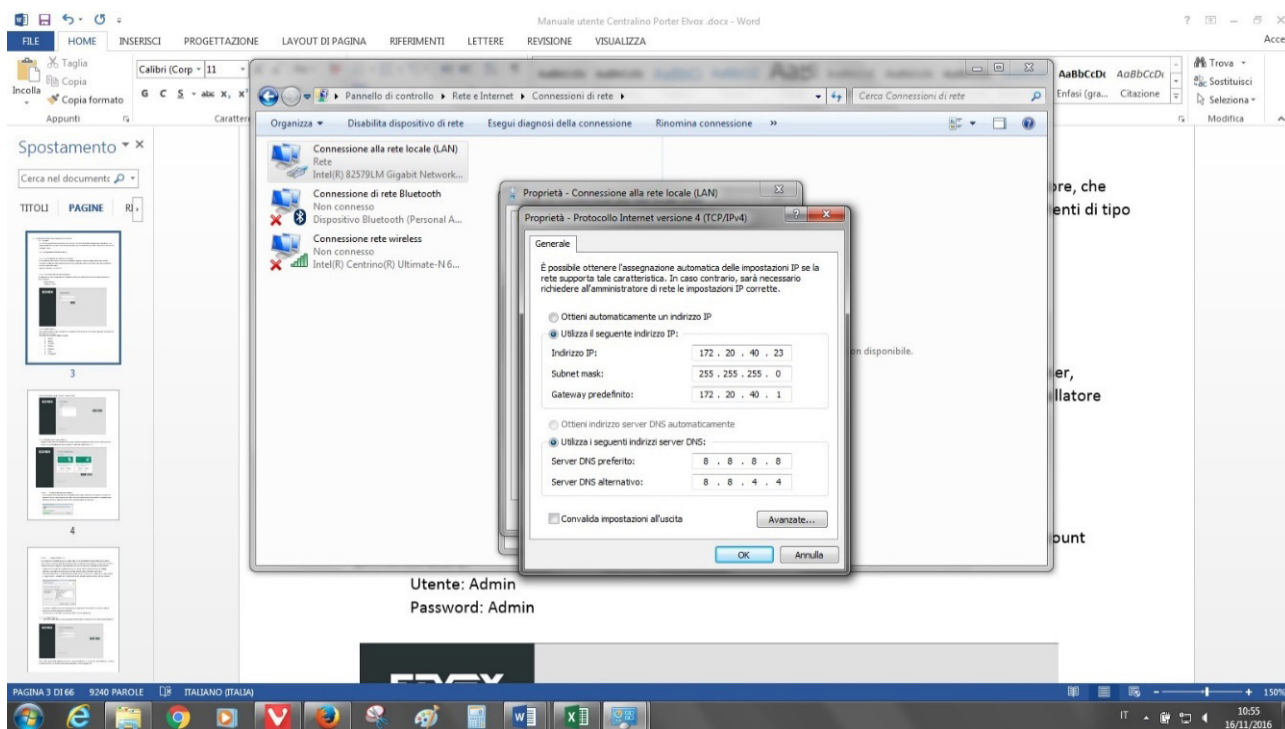 Manuale utente Centralino Porter Elvox .docx - Word
FILE HOME INSERISCI PROGETTAZIONE LAYOUT DI PAGINA RIFERIMENTI LETTERE REVISIONE VISUALIZZA
Acce
Incolla
Taglia
Copia
Copia formato
Appunti
Calibri (Corp 11
G C S abc x, x²
Caratter
AaBbCcDc AaBbCcDc
Enfasi (gra... Citazione
Trova
Sostituisci
Seleziona
Modifica
Spostamento
Cerca nel documento
TITOLI PAGINE RI
3
4
Pannello di controllo Rete e Internet Connessioni di rete
Cerca Connessioni di rete
Organizza Disabilita dispositivo di rete Esegui diagnosi della connessione Rinomina connessione »
Connessione alla rete locale (LAN)
Rete
Intel(R) 82579LM Gigabit Network...
Connessione di rete Bluetooth
Non connesso
Dispositivo Bluetooth (Personal A...
Connessione rete wireless
Non connesso
Intel(R) Centrino(R) Ultimate-N 6...
Proprietà - Connessione alla rete locale (LAN)
Proprietà - Protocollo Internet versione 4 (TCP/IPv4)
Generale
È possibile ottenere l'assegnazione automatica delle impostazioni IP se la
rete supporta tale caratteristica. In caso contrario, sarà necessario
richiedere all'amministratore di rete le impostazioni IP corrette.
Ottieni automaticamente un indirizzo IP
Utilizza il seguente indirizzo IP:
Indirizzo IP: 172 . 20 . 40 . 23
Subnet mask: 255 . 255 . 255 . 0
Gateway predefinito: 172 . 20 . 40 . 1
Ottieni indirizzo server DNS automaticamente
Utilizza i seguenti indirizzi server DNS:
Server DNS preferito: 8 . 8 . 8 . 8
Server DNS alternativo: 8 . 8 . 4 . 4
Convalida impostazioni all'uscita
Avanzate...
OK Annulla
on disponibile.
ore, che
enti di tipo
er,
llatore
ount
Utente: Admin
Password: Admin
PAGINA 3 DI 66 9240 PAROLE ITALIANO (ITALIA)
150%
IT
10:55
16/11/2016